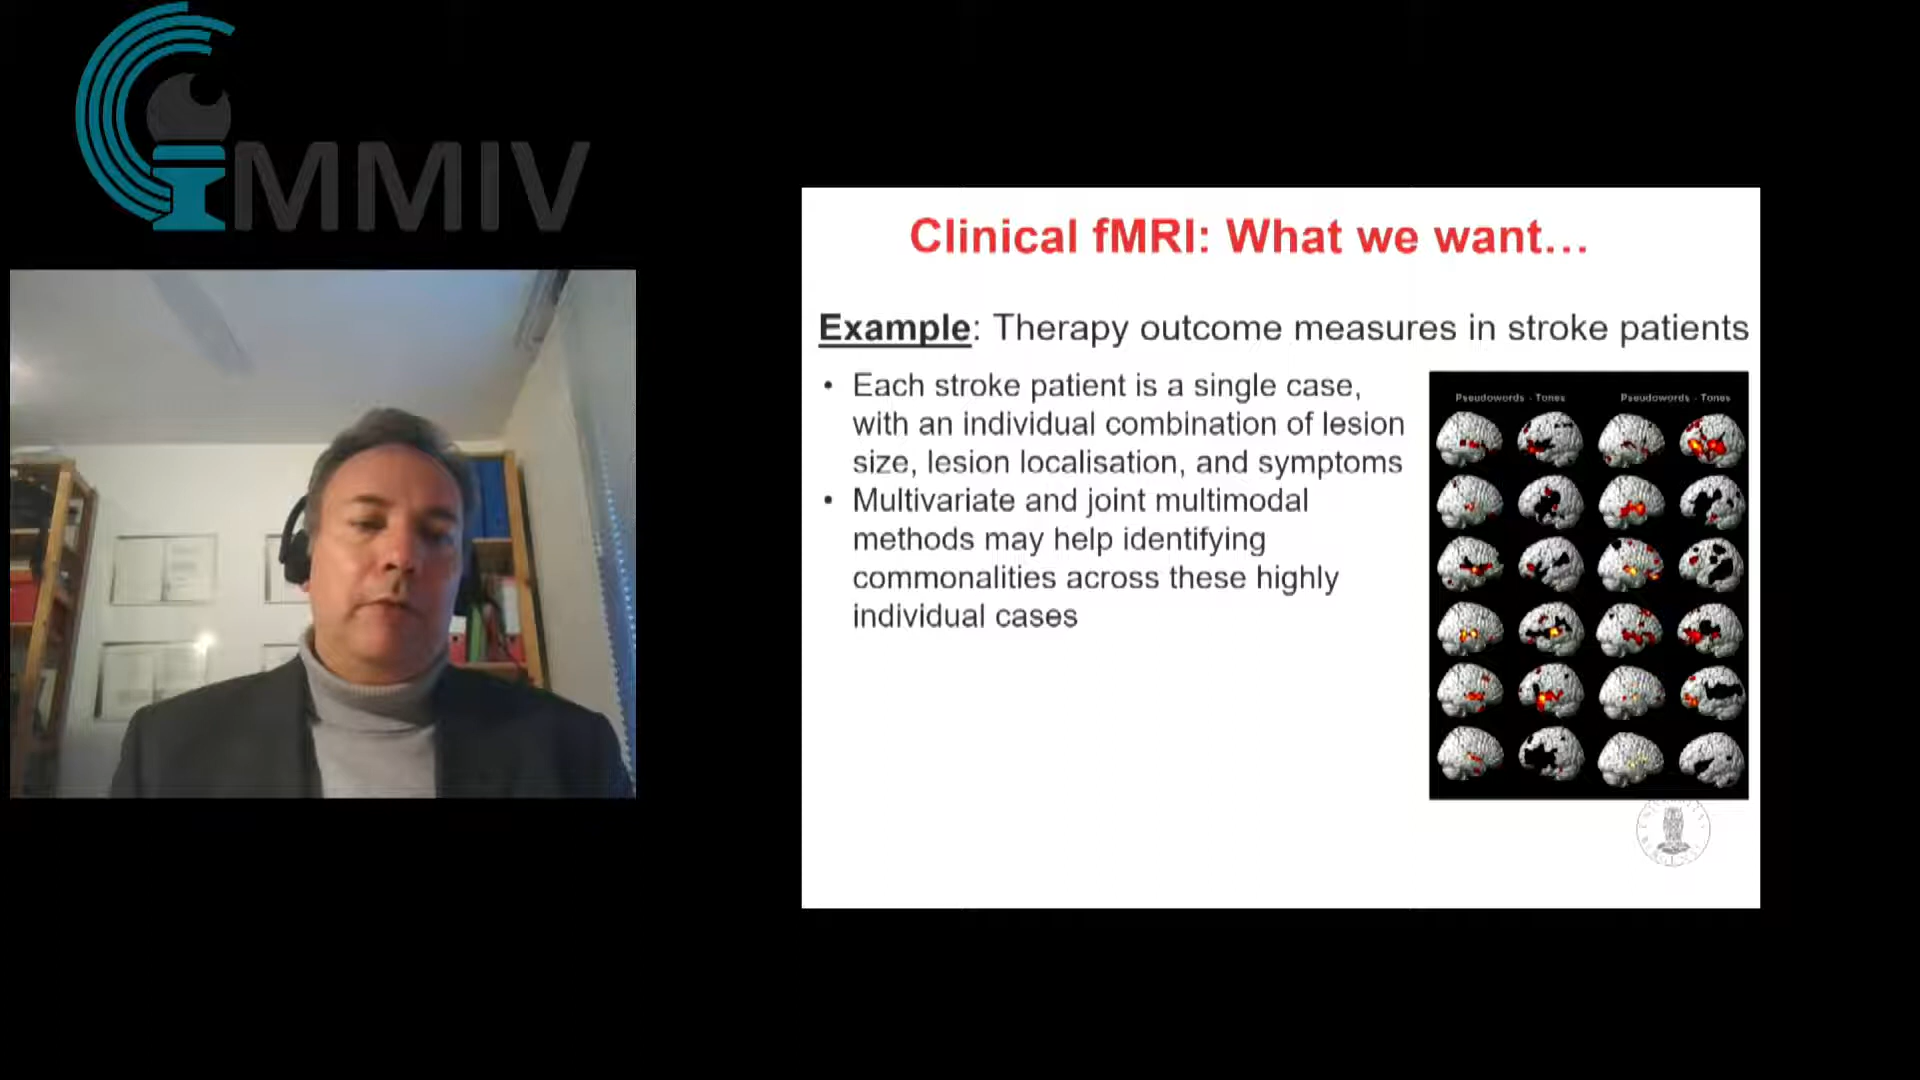 MMIV
Clinical fMRI: What we want…
Example: Therapy outcome measures in stroke patients
• Each stroke patient is a single case,
with an individual combination of lesion
size, lesion localisation, and symptoms
• Multivariate and joint multimodal
methods may help identifying
commonalities across these highly
individual cases
Pseudowords - Tones
Pseudowords - Tones